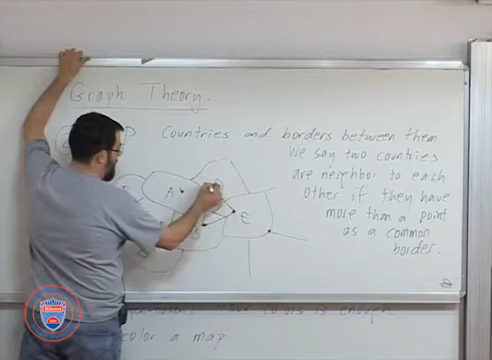 Graph Theory.
Countries and borders between them
We say two countries
are neighbor to each
other if they have
more than a point
as a common
border.
A
E
colors is enough
color a map